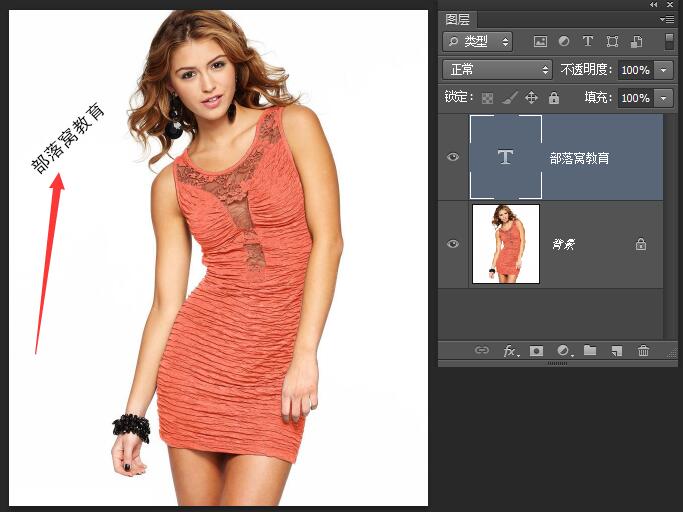 部落窝教育
图层
类型
正常
不透明度: 100%
锁定:
填充: 100%
T 部落窝教育
背景
fx